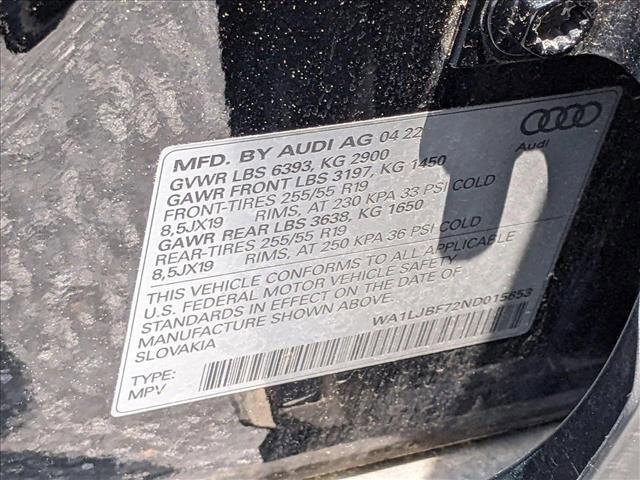 MFD. BY AUDI AG 04 22
GVWR LBS 6393, KG 2900
GAWR FRONT LBS 3197, KG 1450
FRONT-TIRES 255/55 R19
8,5JX19 RIMS, AT 230 KPA 33 PSI COLD
GAWR REAR LBS 3638, KG 1650
REAR-TIRES 255/55 R19
8,5JX19 RIMS, AT 250 KPA 36 PSI COLD
THIS VEHICLE CONFORMS TO ALL APPLICABLE
U.S. FEDERAL MOTOR VEHICLE SAFETY
STANDARDS IN EFFECT ON THE DATE OF
MANUFACTURE SHOWN ABOVE.
SLOVAKIA
WA1LJBF72ND015653
TYPE:
MPV
Audi